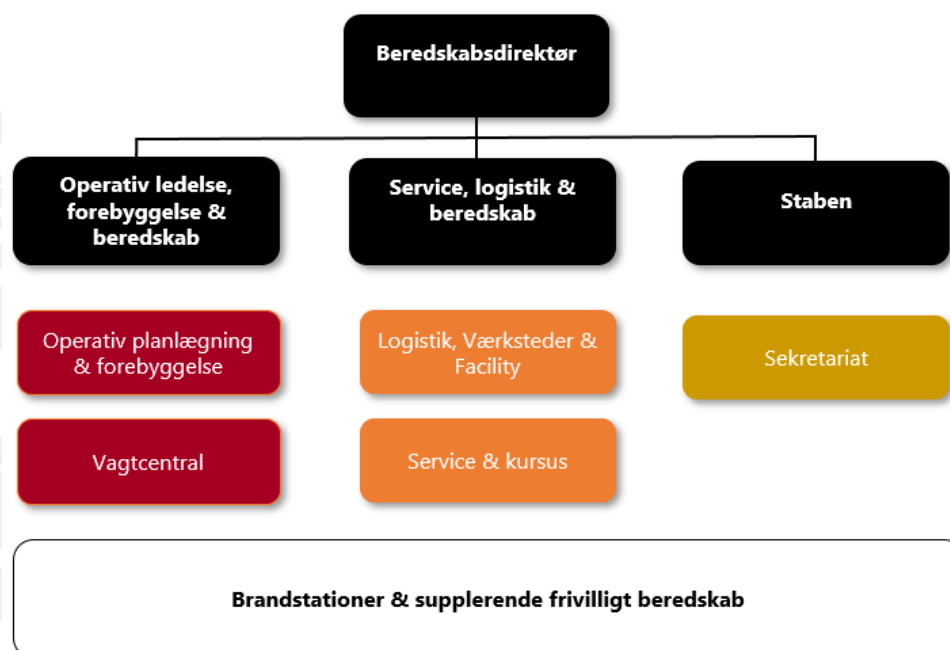 Beredskabsdirektør
Operativ ledelse,
forebyggelse &
beredskab
Service, logistik &
beredskab
Staben
Operativ planlægning
& forebyggelse
Logistik, Værksteder &
Facility
Sekretariat
Vagtcentral
Service & kursus
Brandstationer & supplerende frivilligt beredskab